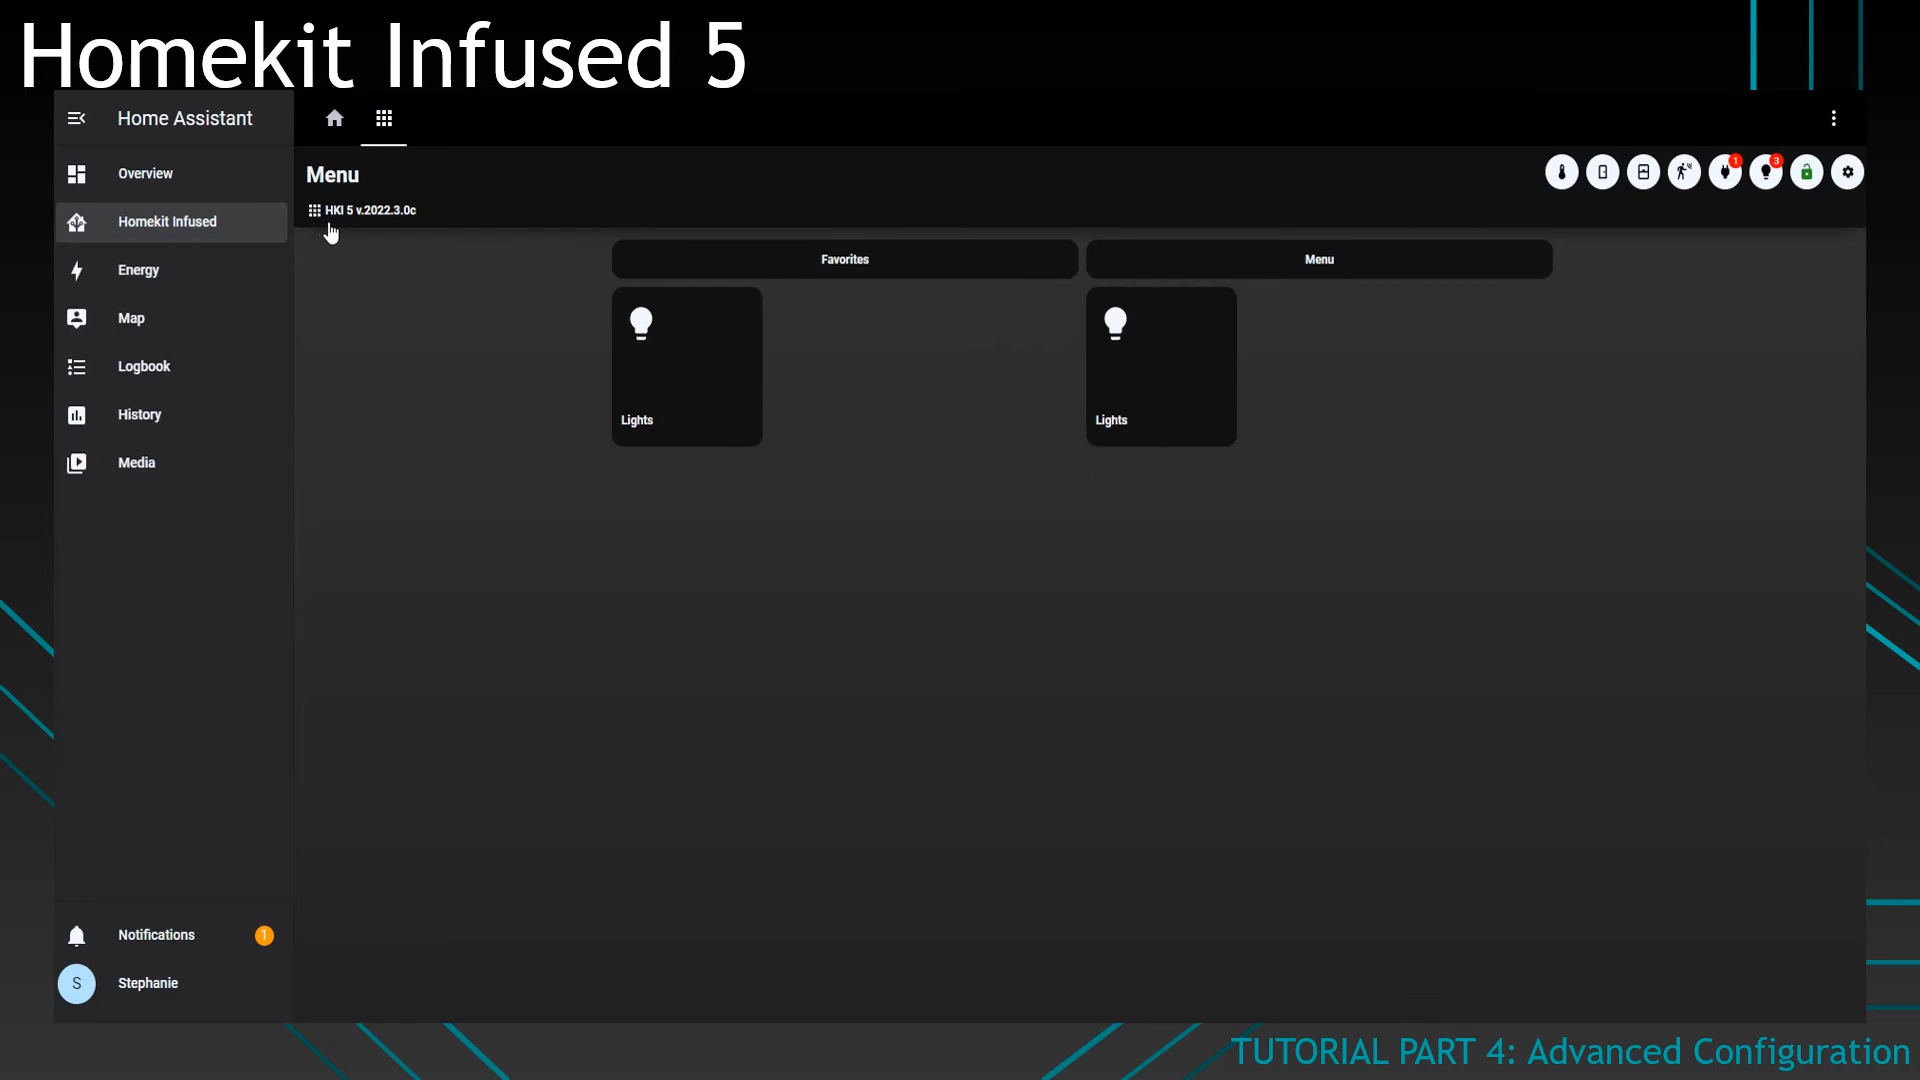 Homekit Infused 5
Home Assistant
Overview
Homekit Infused
Energy
Map
Logbook
History
Media
Notifications 1
S Stephanie
Menu
HKI 5 v.2022.3.0c
1
3
Favorites
Menu
Lights
Lights
TUTORIAL PART 4: Advanced Configuration